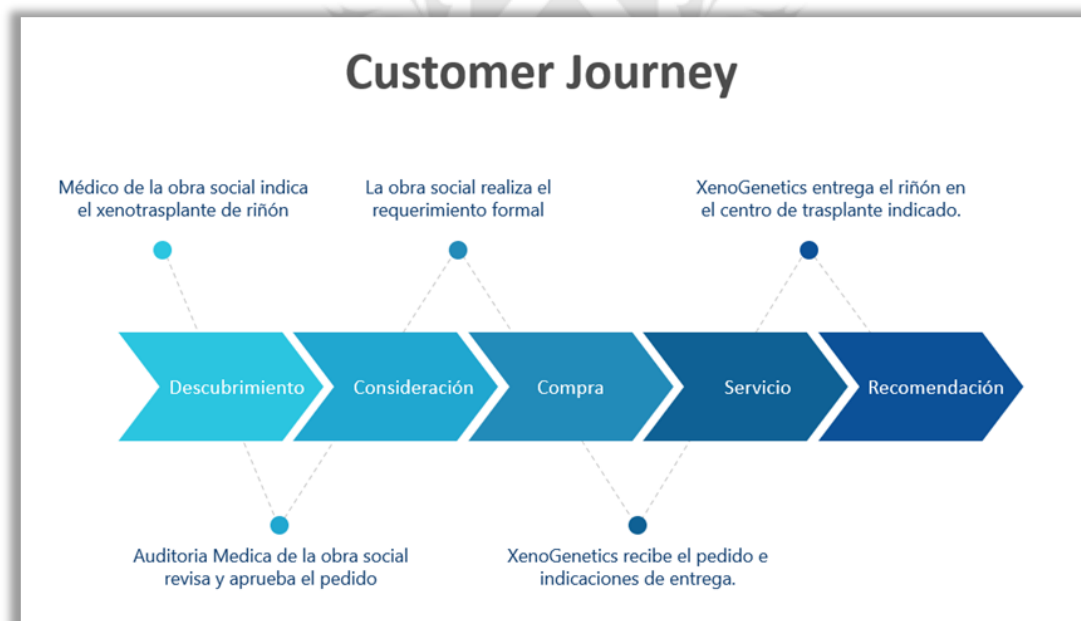 Customer Journey
Médico de la obra social indica
el xenotrasplante de riñón
La obra social realiza el
requerimiento formal
XenoGenetics entrega el riñón en
el centro de trasplante indicado.
Descubrimiento
Consideración
Compra
Servicio
Recomendación
Auditoria Medica de la obra social
revisa y aprueba el pedido
XenoGenetics recibe el pedido e
indicaciones de entrega.